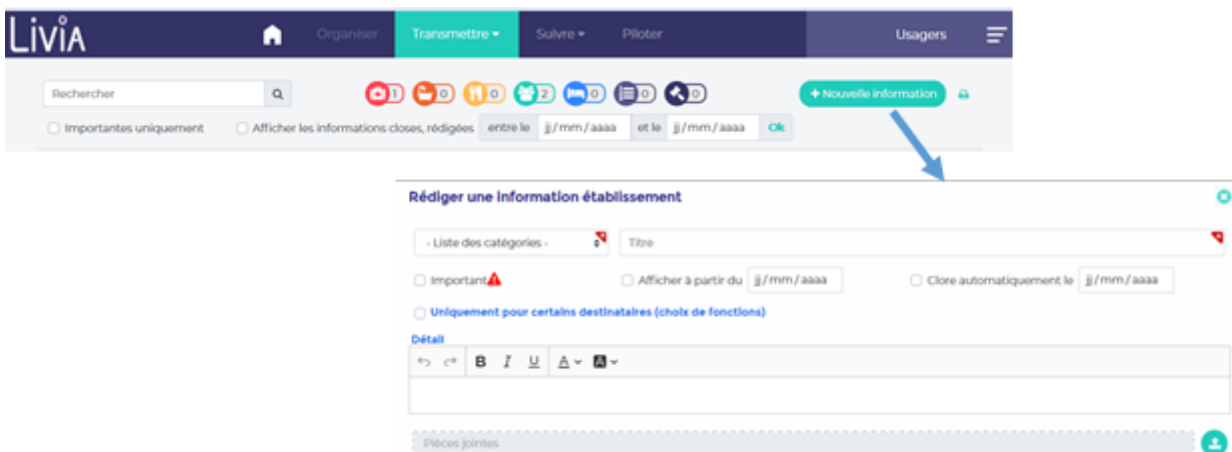 LiViA Organiser Transmettre Suivre Piloter Usagers
Rechercher 1 0 0 2 0 0 0 + Nouvelle information
Importantes uniquement Afficher les informations closes, rédigées entre le jj/mm/aaaa et le jj/mm/aaaa Ok
Rédiger une information établissement
- Liste des catégories - Titre
Important Afficher à partir du jj/mm/aaaa Clore automatiquement le jj/mm/aaaa
Uniquement pour certains destinataires (choix de fonctions)
Détail
B I U A A
Pièces jointes